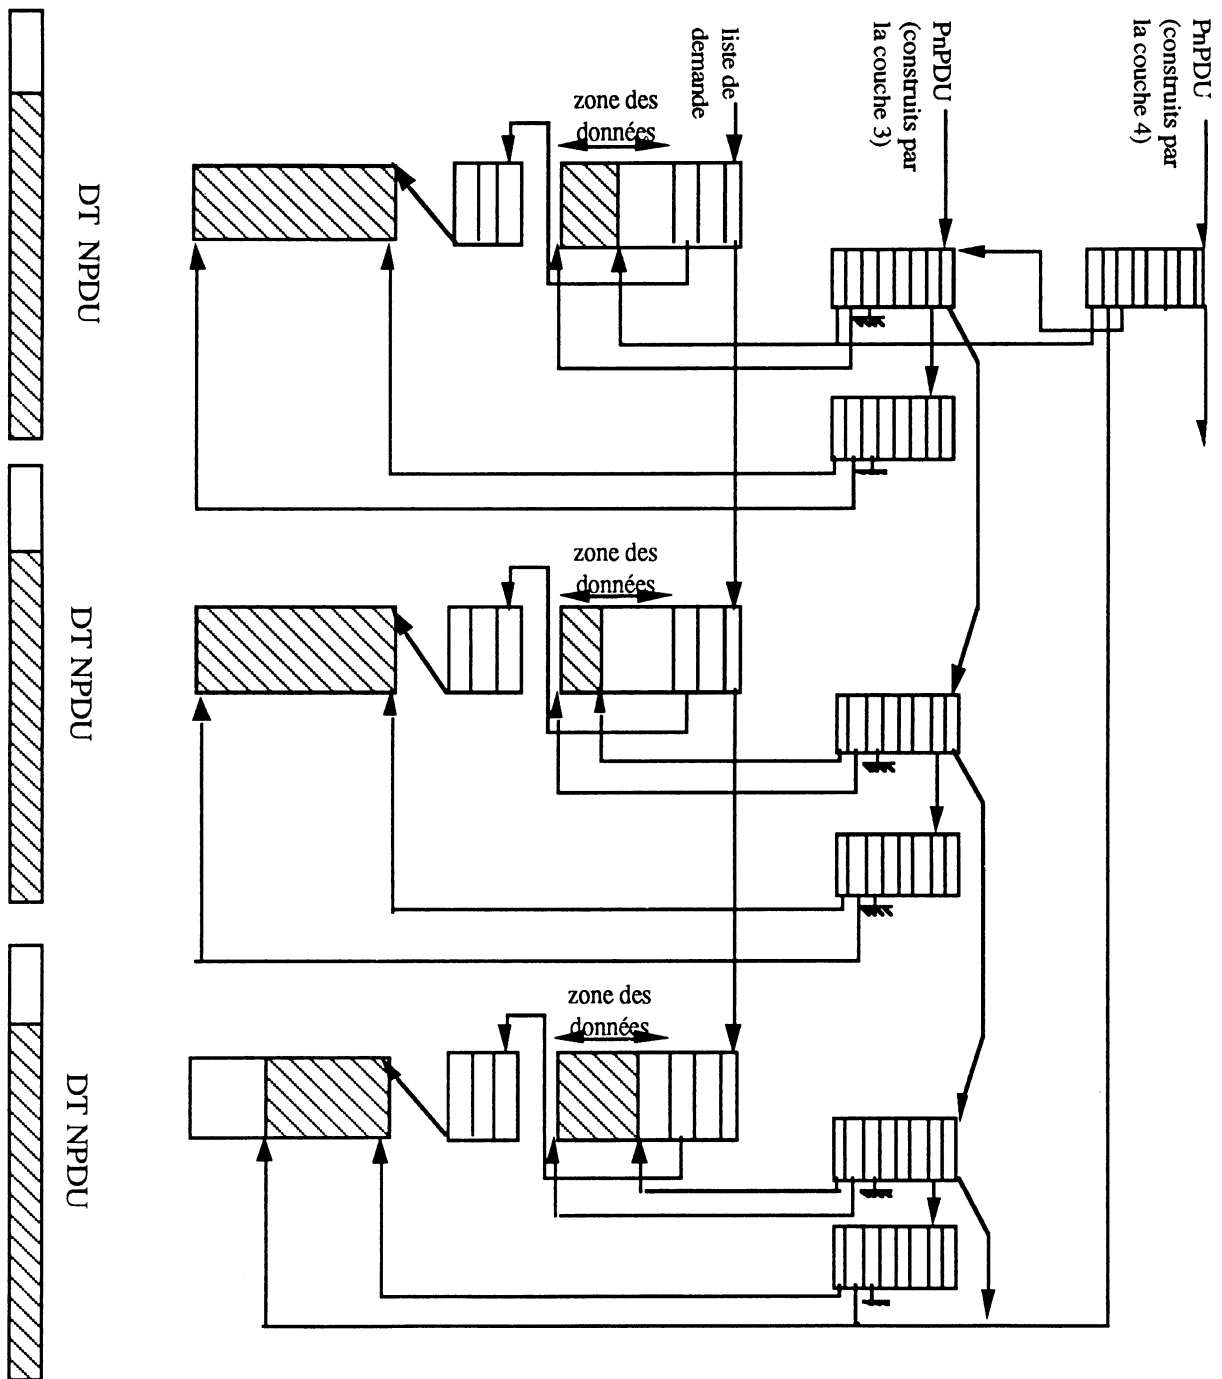 PnPDU
(construits par
la couche 4)
PnPDU
(construits par
la couche 3)
liste de
demande
zone des
données
zone des
données
zone des
données
DT NPDU
DT NPDU
DT NPDU